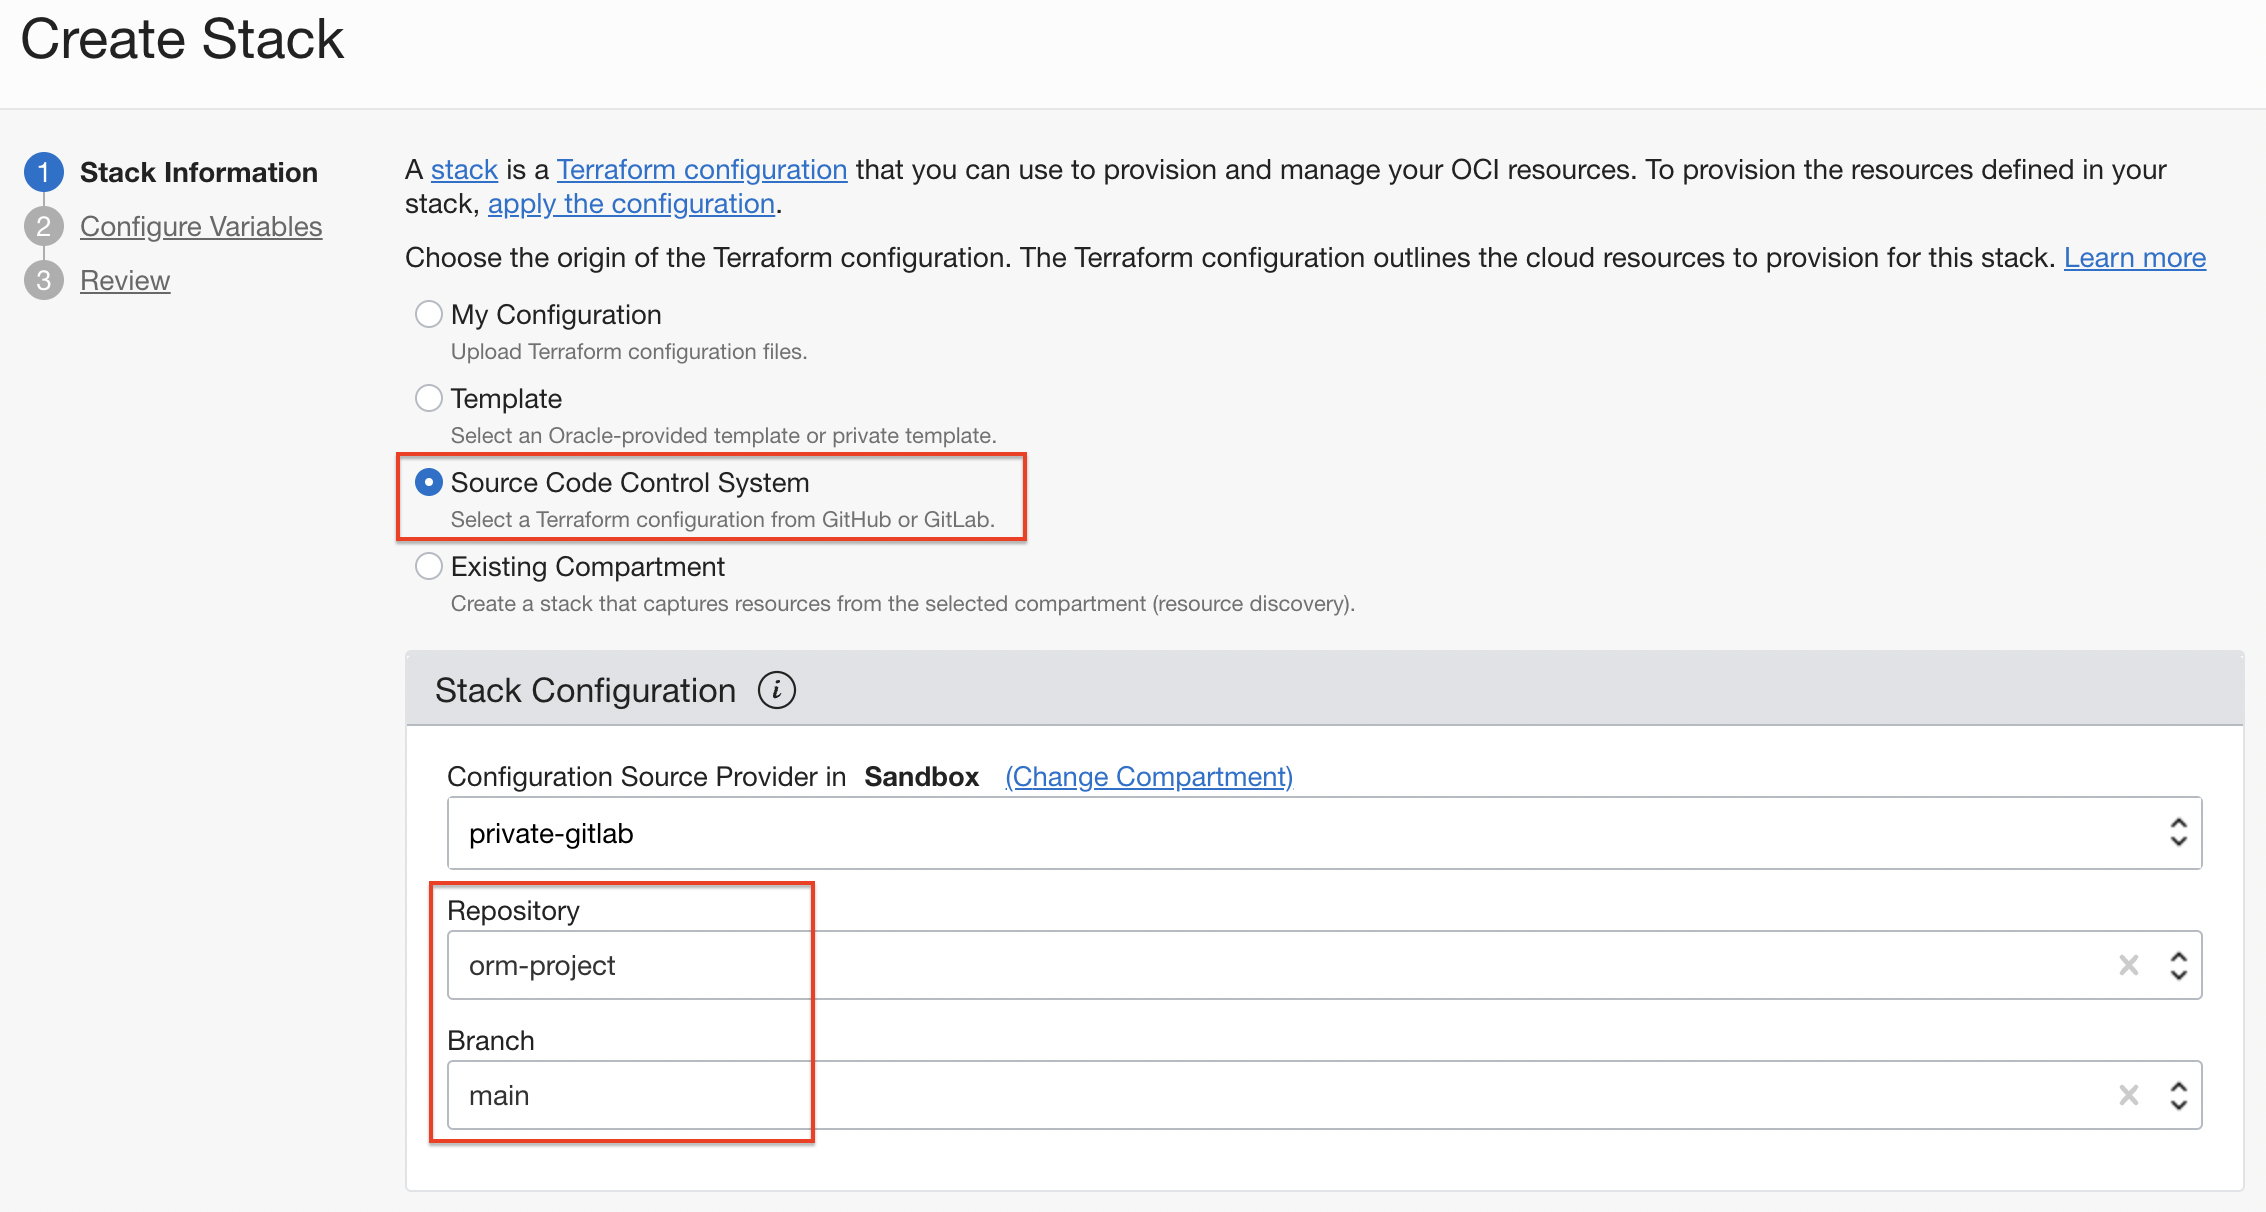 Create Stack
1 Stack Information
2 Configure Variables
3 Review
A stack is a Terraform configuration that you can use to provision and manage your OCI resources. To provision the resources defined in your
stack, apply the configuration.
Choose the origin of the Terraform configuration. The Terraform configuration outlines the cloud resources to provision for this stack. Learn more
My Configuration
Upload Terraform configuration files.
Template
Select an Oracle-provided template or private template.
Source Code Control System
Select a Terraform configuration from GitHub or GitLab.
Existing Compartment
Create a stack that captures resources from the selected compartment (resource discovery).
Stack Configuration i
Configuration Source Provider in Sandbox (Change Compartment)
private-gitlab
Repository
orm-project
Branch
main